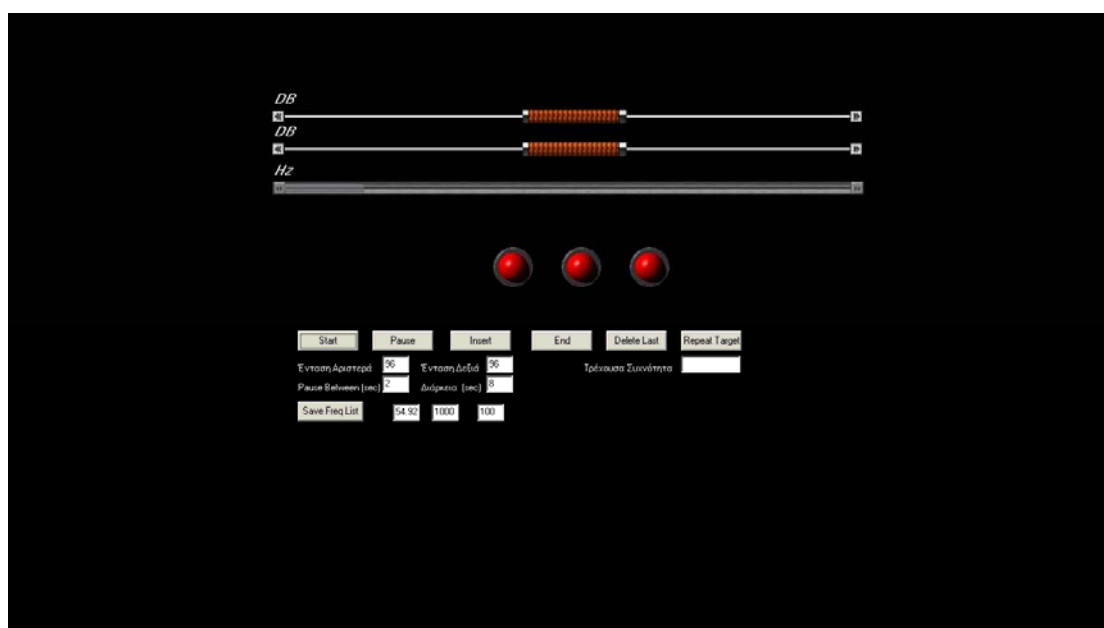 DB
DB
Hz
Start Pause Insert End Delete Last Repeat Target
Ένταση Αριστερά 96 Ένταση Δεξιά 96 Τρέχουσα Συχνότητα
Pause Between (sec) 2 Διάρκεια (sec) 8
Save Freq List 54.92 1000 100